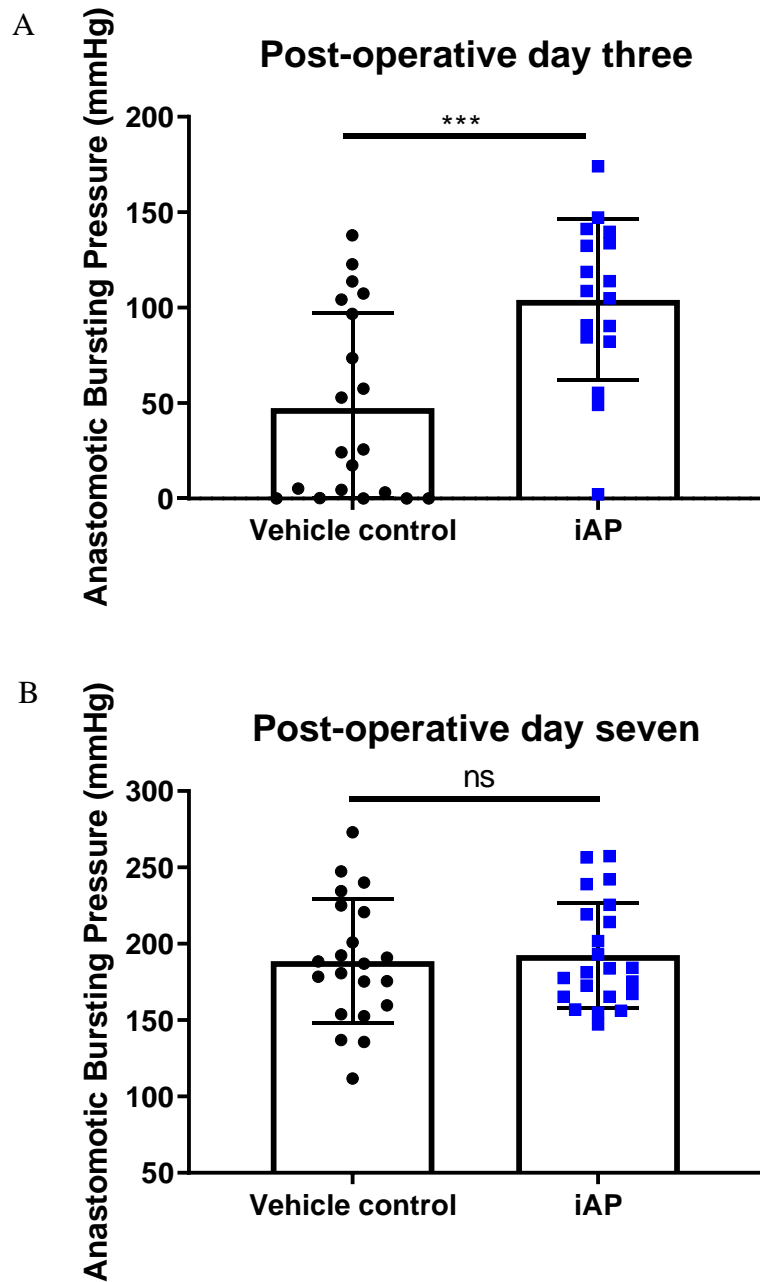 A
Post-operative day three
Anastomotic Bursting Pressure (mmHg)
200
150
100
50
0
***
Vehicle control
iAP
B
Post-operative day seven
Anastomotic Bursting Pressure (mmHg)
300
250
200
150
100
50
ns
Vehicle control
iAP